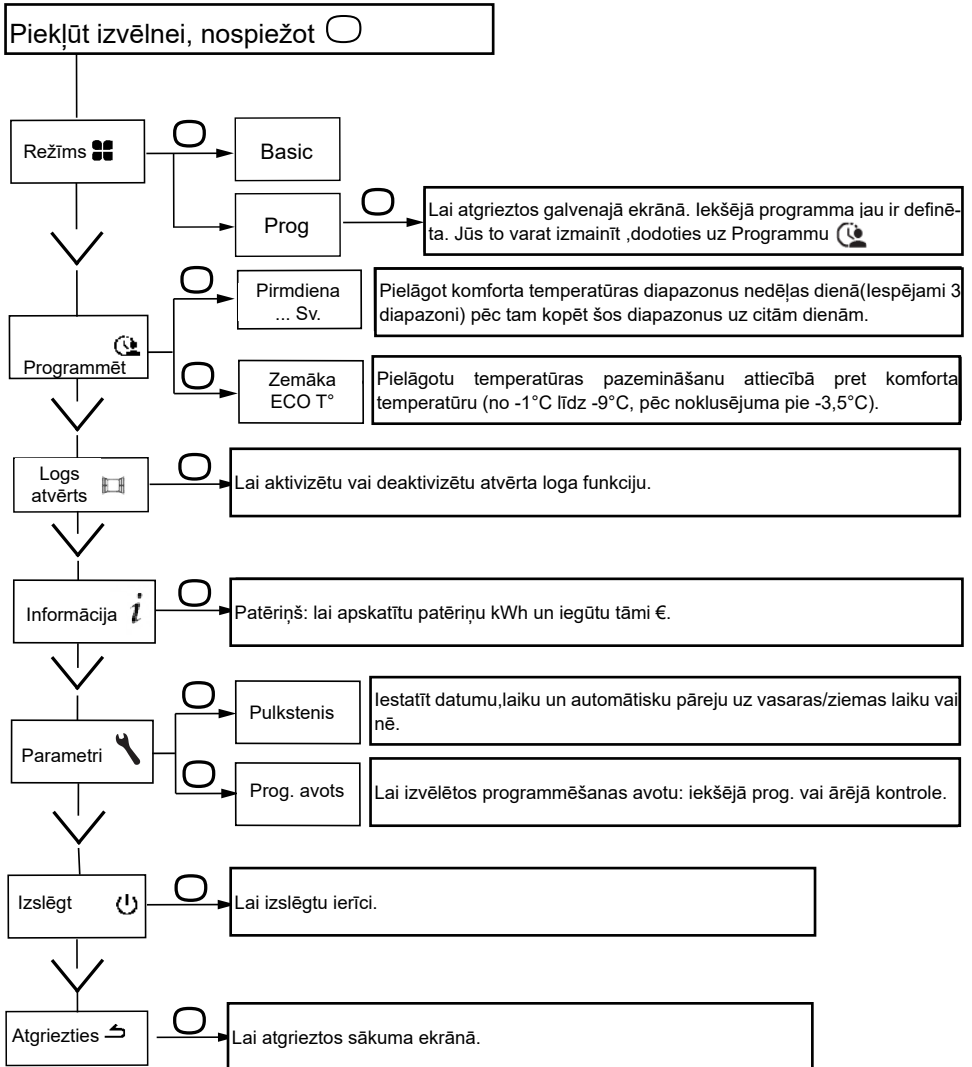 Piekļūt izvēlnei, nospiežot
Režīms
Basic
Prog
Lai atgrieztos galvenajā ekrānā. Iekšējā programma jau ir definē-
ta. Jūs to varat izmainīt ,dodoties uz Programmu
Programmēt
Pirmdiena
... Sv.
Pielāgot komforta temperatūras diapazonus nedēļas dienā(Iespējami 3
diapazoni) pēc tam kopēt šos diapazonus uz citām dienām.
Zemāka
ECO T°
Pielāgotu temperatūras pazemināšanu attiecībā pret komforta
temperatūru (no -1°C līdz -9°C, pēc noklusējuma pie -3,5°C).
Logs
atvērts
Lai aktivizētu vai deaktivizētu atvērta loga funkciju.
Informācija i
Patēriņš: lai apskatītu patēriņu kWh un iegūtu tāmi €.
Parametri
Pulkstenis
Iestatīt datumu,laiku un automātisku pāreju uz vasaras/ziemas laiku vai
nē.
Prog. avots
Lai izvēlētos programmēšanas avotu: iekšējā prog. vai ārējā kontrole.
Izslēgt
Lai izslēgtu ierīci.
Atgriezties
Lai atgrieztos sākuma ekrānā.